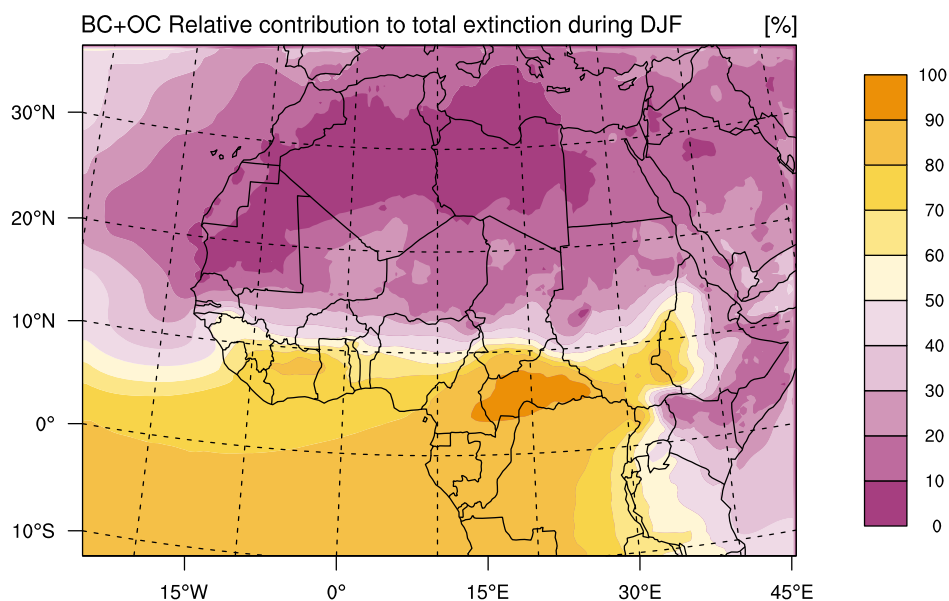 BC+OC Relative contribution to total extinction during DJF [%]
100
90
80
70
60
50
40
30
20
10
0
30°N
20°N
10°N
0°
10°S
15°W 0° 15°E 30°E 45°E